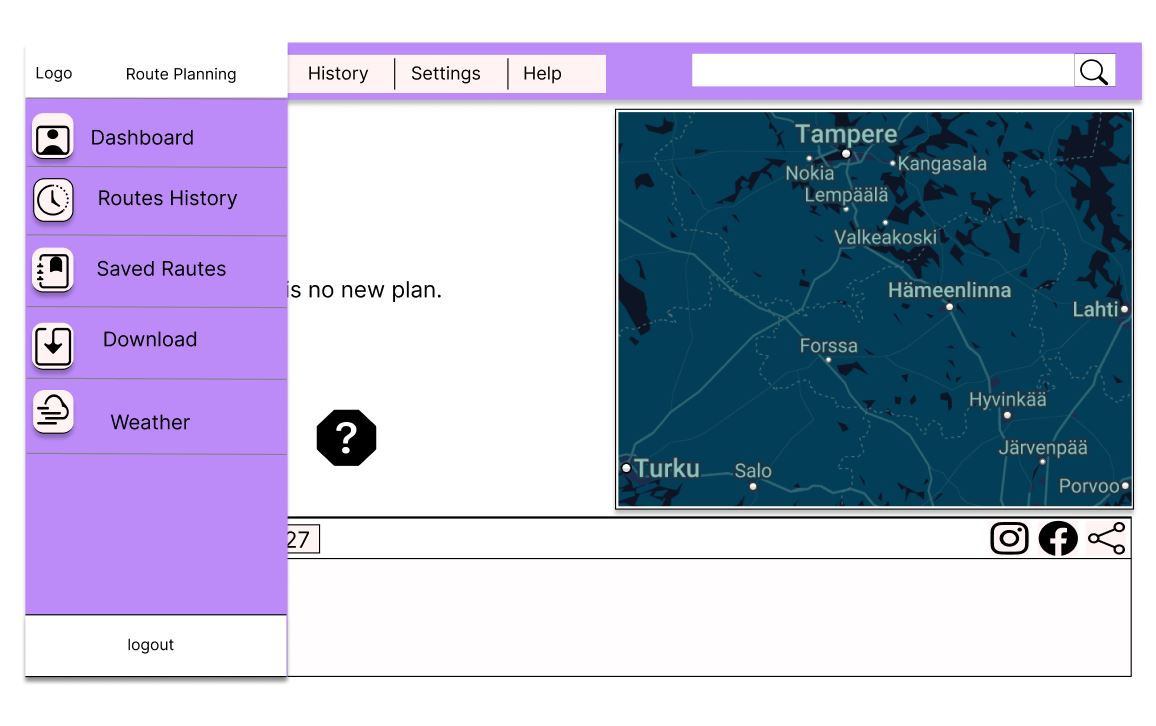 Logo Route Planning
History Settings Help
Dashboard
Routes History
Saved Rautes
Download
Weather
logout
is no new plan.
?
27
Tampere
Nokia
Kangasala
Lempäälä
Valkeakoski
Hämeenlinna
Lahti
Forssa
Hyvinkää
Järvenpää
Turku
Salo
Porvoo